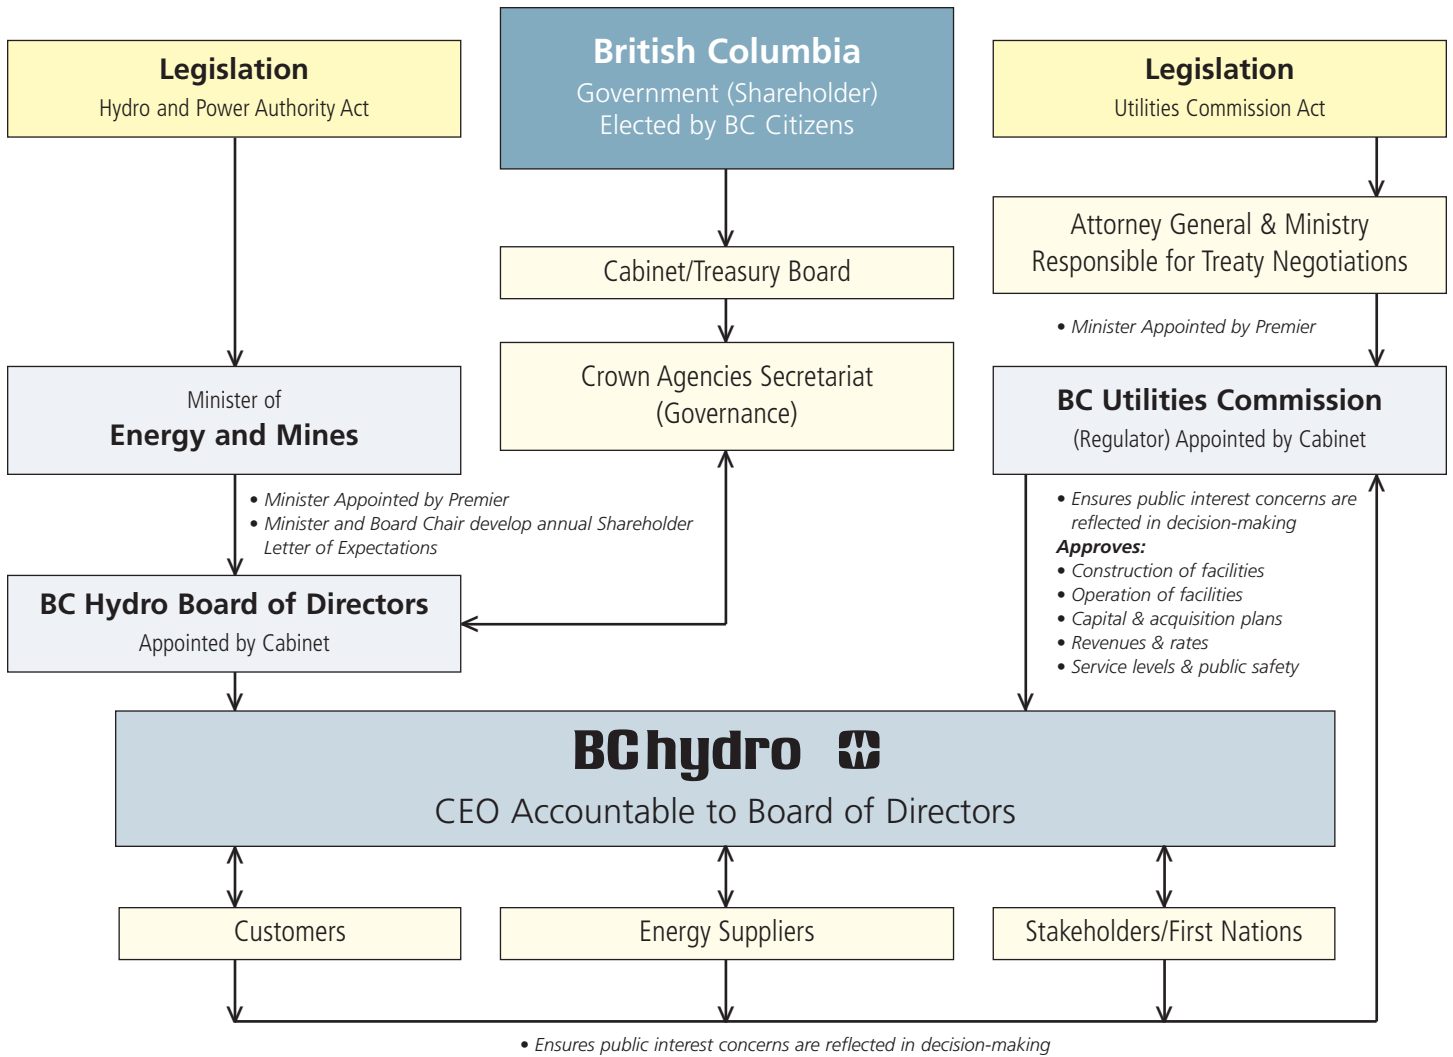 Legislation
Hydro and Power Authority Act
British Columbia
Government (Shareholder)
Elected by BC Citizens
Legislation
Utilities Commission Act
Cabinet/Treasury Board
Attorney General & Ministry
Responsible for Treaty Negotiations
• Minister Appointed by Premier
Minister of
Energy and Mines
Crown Agencies Secretariat
(Governance)
BC Utilities Commission
(Regulator) Appointed by Cabinet
• Minister Appointed by Premier
• Minister and Board Chair develop annual Shareholder
Letter of Expectations
• Ensures public interest concerns are
reflected in decision-making
Approves:
• Construction of facilities
• Operation of facilities
• Capital & acquisition plans
• Revenues & rates
• Service levels & public safety
BC Hydro Board of Directors
Appointed by Cabinet
BChydro
CEO Accountable to Board of Directors
Customers
Energy Suppliers
Stakeholders/First Nations
• Ensures public interest concerns are reflected in decision-making